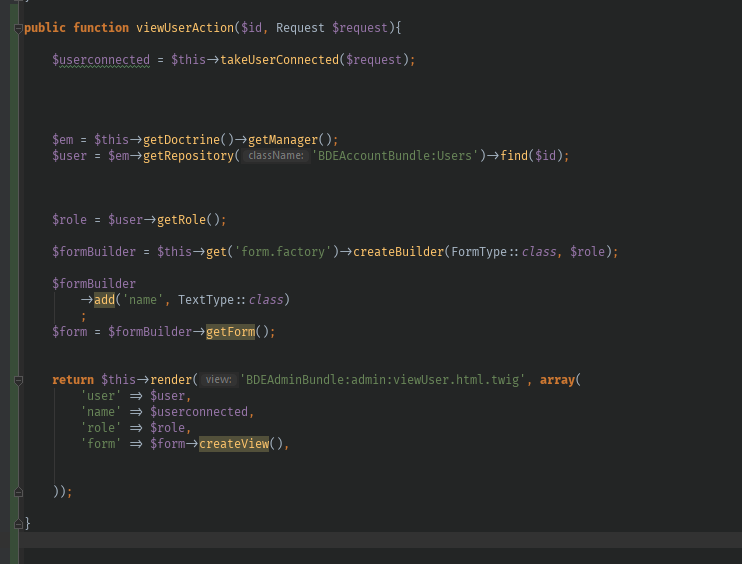 public function viewUserAction($id, Request $request){
$userconnected = $this->takeUserConnected($request);
$em = $this->getDoctrine()->getManager();
$user = $em->getRepository( className: 'BDEAccountBundle:Users')->find($id);
$role = $user->getRole();
$formBuilder = $this->get('form.factory')->createBuilder(FormType::class, $role);
$formBuilder
->add('name', TextType::class)
;
$form = $formBuilder->getForm();
return $this->render( view: 'BDEAdminBundle:admin:viewUser.html.twig', array(
'user' => $user,
'name' => $userconnected,
'role' => $role,
'form' => $form->createView(),
));
}